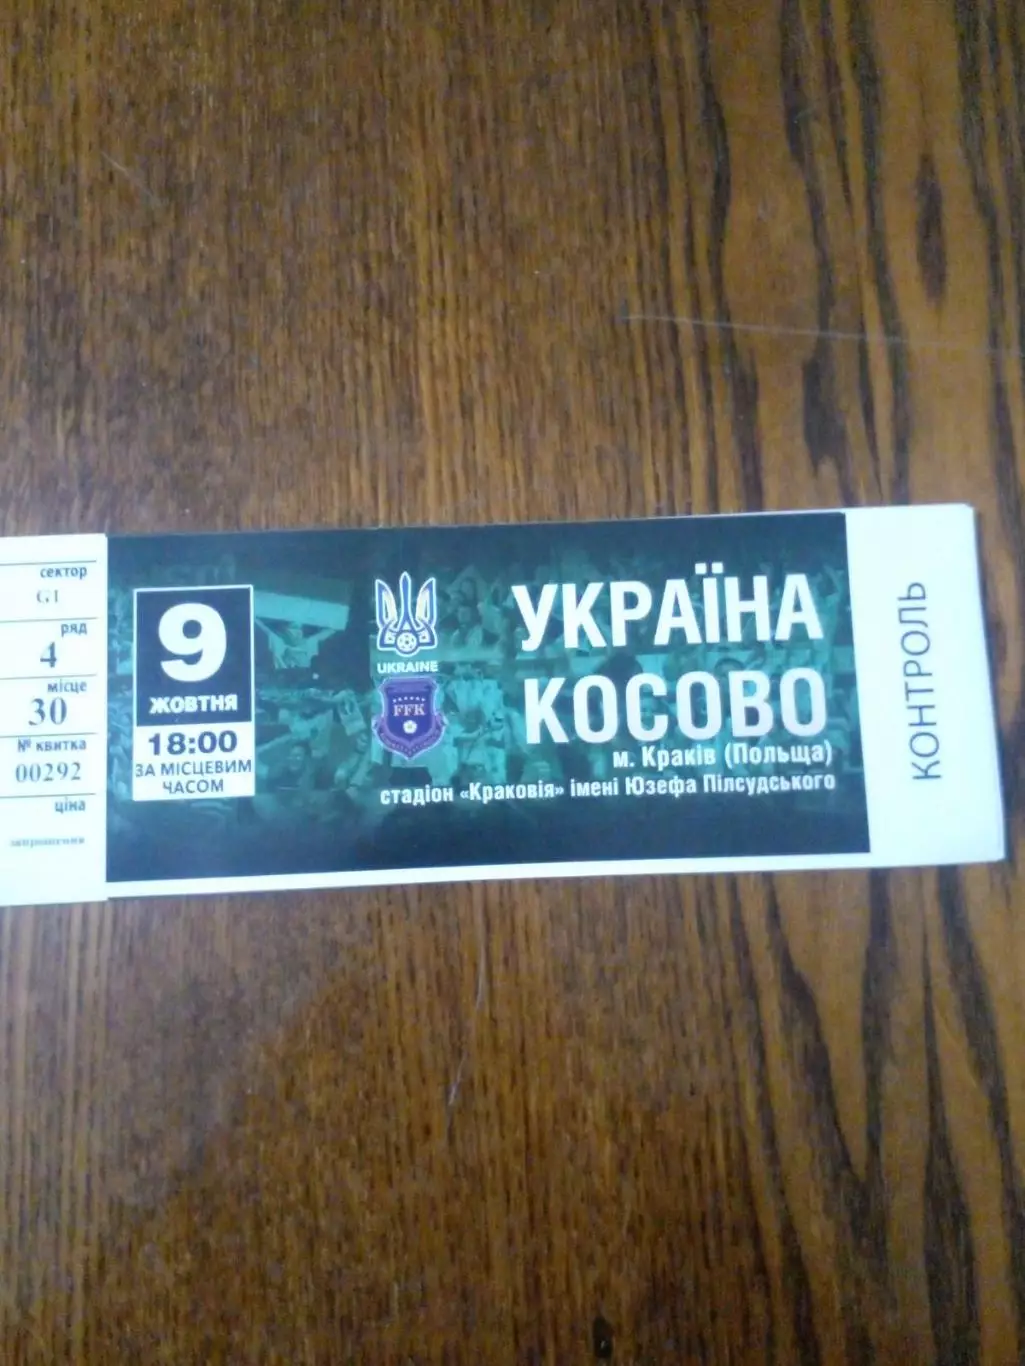 сектор
G1
ряд
4
місце
30
№ квитка
00292
ціна
запрошення
9
ЖОВТНЯ
18:00
ЗА МІСЦЕВИМ
ЧАСОМ
UKRAINE
FFK
УКРАЇНА
КОСОВО
м. Краків (Польща)
стадіон «Краковія» імені Юзефа Пілсудського
КОНТРОЛЬ